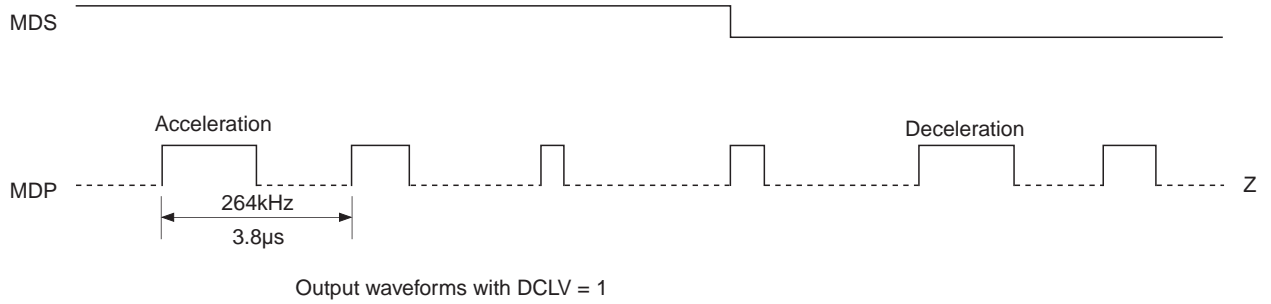 MDS
Acceleration
Deceleration
MDP
Z
264kHz
3.8µs
Output waveforms with DCLV = 1